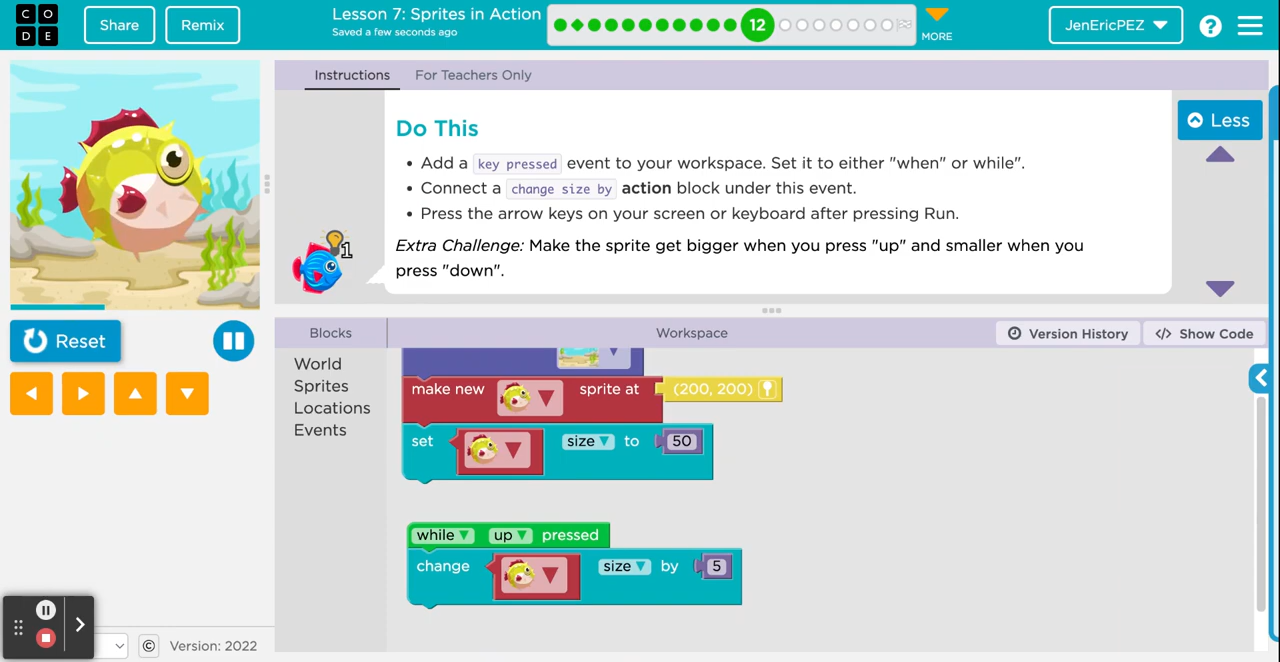 CODE
Share
Remix
Lesson 7: Sprites in Action
Saved a few seconds ago
12
MORE
JenEricPEZ
?
Instructions
For Teachers Only
Do This
• Add a key pressed event to your workspace. Set it to either "when" or while".
• Connect a change size by action block under this event.
• Press the arrow keys on your screen or keyboard after pressing Run.
Extra Challenge: Make the sprite get bigger when you press "up" and smaller when you
press "down".
1
Less
Reset
Blocks
Workspace
Version History
</> Show Code
World
Sprites
Locations
Events
make new sprite at (200, 200)
set size to 50
while up pressed
change size by 5
© Version: 2022